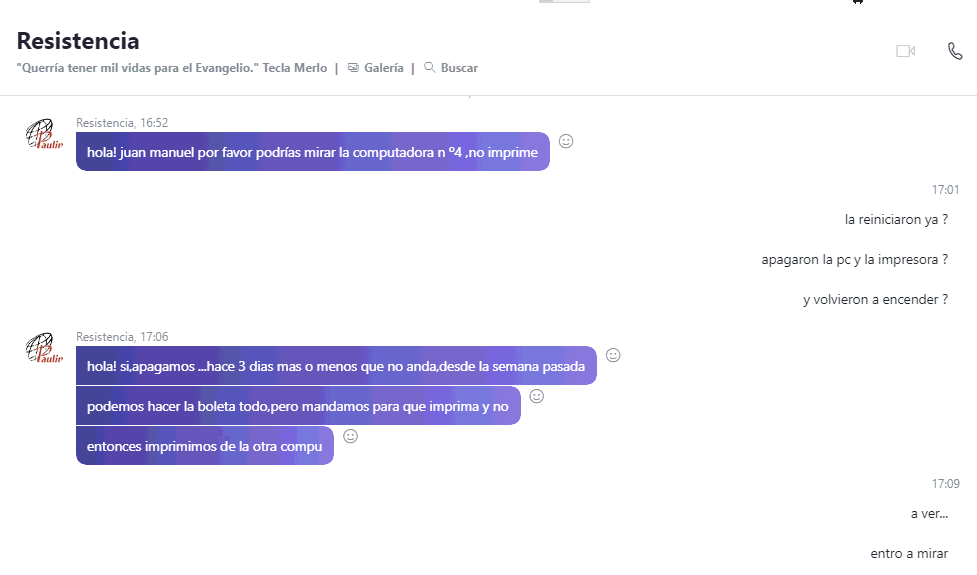 Resistencia
"Querría tener mil vidas para el Evangelio." Tecla Merlo | Galería | Buscar
Resistencia, 16:52
hola! juan manuel por favor podrías mirar la computadora n º4 ,no imprime
17:01
la reiniciaron ya ?
apagaron la pc y la impresora ?
y volvieron a encender ?
Resistencia, 17:06
hola! si,apagamos ...hace 3 dias mas o menos que no anda,desde la semana pasada
podemos hacer la boleta todo,pero mandamos para que imprima y no
entonces imprimimos de la otra compu
17:09
a ver...
entro a mirar